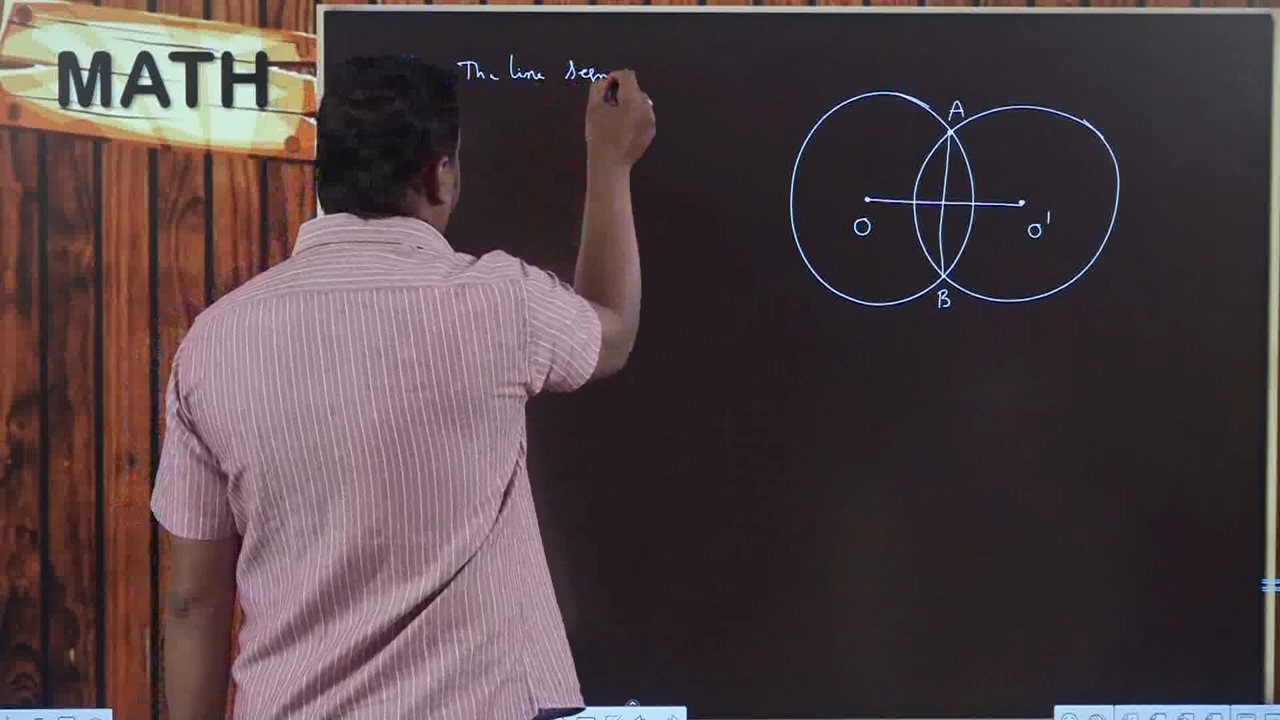 MATH
The line Segm
A
O
O'
B